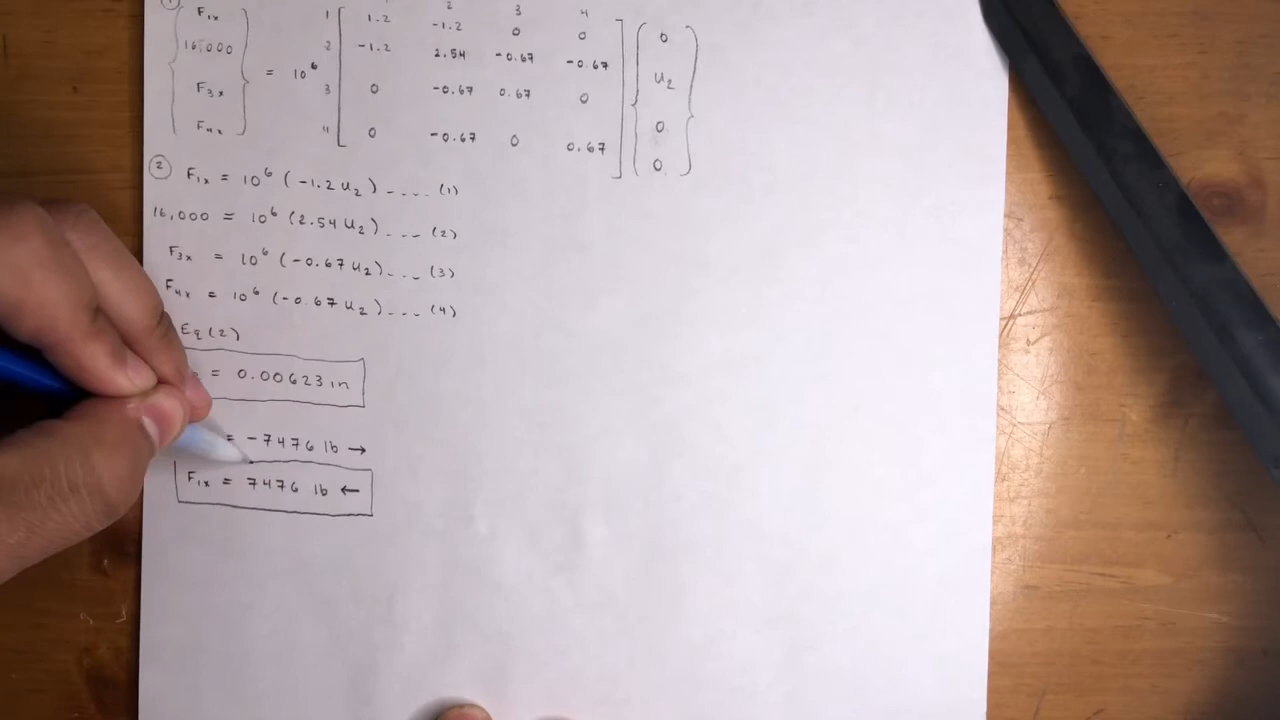 ① 2 3 4
F1x 1 1.2 -1.2 0 0 0
16,000 2 -1.2 2.54 -0.67 -0.67 u2
= 10^6
F3x 3 0 -0.67 0.67 0 0
F4x 4 0 -0.67 0 0.67 0
② F1x = 10^6 (-1.2 u2) ---- (1)
16,000 = 10^6 (2.54 u2) --- (2)
F3x = 10^6 (-0.67 u2) --- (3)
F4x = 10^6 (-0.67 u2) --- (4)
Eq (2)
= 0.00623 in
= -7476 lb →
F1x = 7476 lb ←